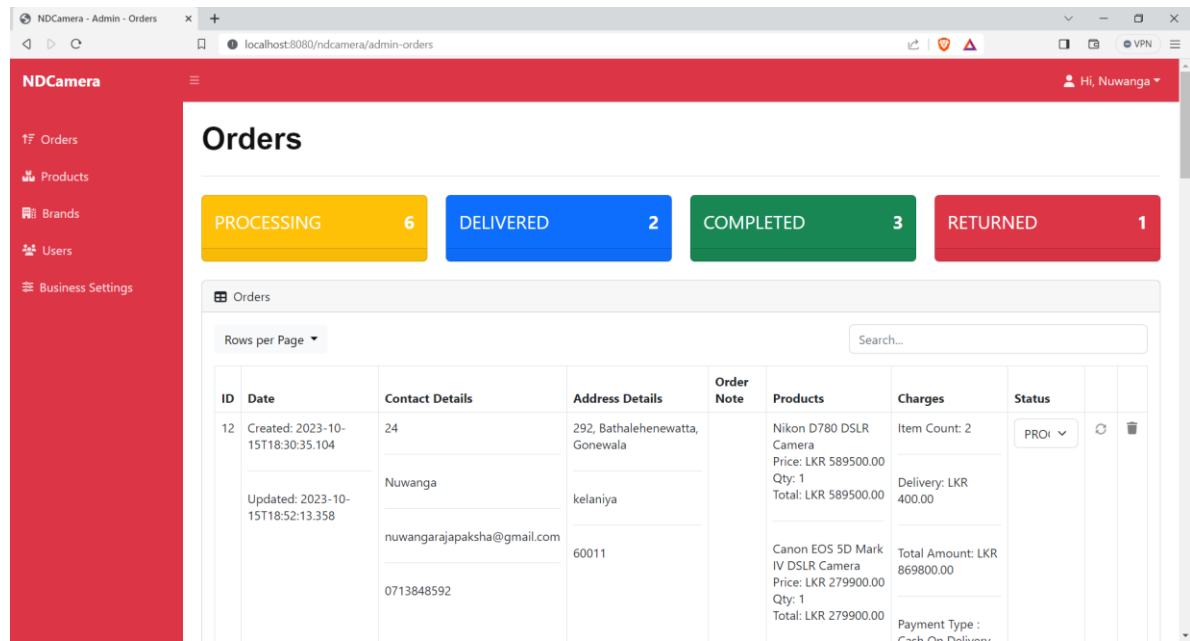 NDCamera - Admin - Orders
localhost:8080/ndcamera/admin-orders
VPN
NDCamera
Hi, Nuwanga
Orders
Products
Brands
Users
Business Settings
Orders
PROCESSING 6
DELIVERED 2
COMPLETED 3
RETURNED 1
Orders
Rows per Page
Search...
ID
Date
Contact Details
Address Details
Order
Note
Products
Charges
Status
12
Created: 2023-10-
15T18:30:35.104
Updated: 2023-10-
15T18:52:13.358
24
Nuwanga
nuwangarajapaksha@gmail.com
0713848592
292, Bathalehenewatta,
Gonewala
kelaniya
60011
Nikon D780 DSLR
Camera
Price: LKR 589500.00
Qty: 1
Total: LKR 589500.00
Canon EOS 5D Mark
IV DSLR Camera
Price: LKR 279900.00
Qty: 1
Total: LKR 279900.00
Item Count: 2
Delivery: LKR
400.00
Total Amount: LKR
869800.00
Payment Type :
Cash On Delivery